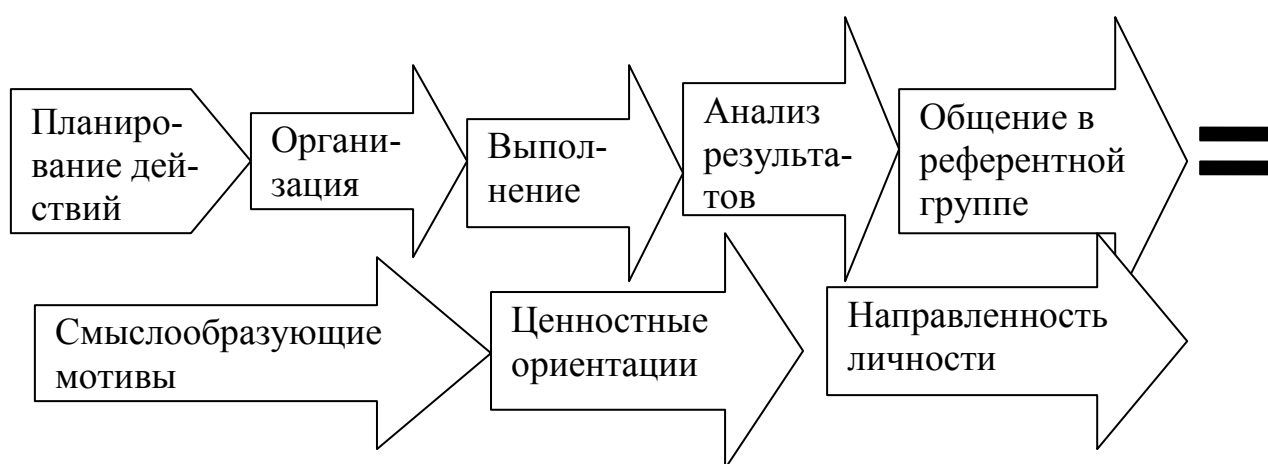 Планиро-
вание дей-
ствий
Органи-
зация
Выпол-
нение
Анализ
результа-
тов
Общение в
референтной
группе
=
Смыслообразующие
мотивы
Ценностные
ориентации
Направленность
личности